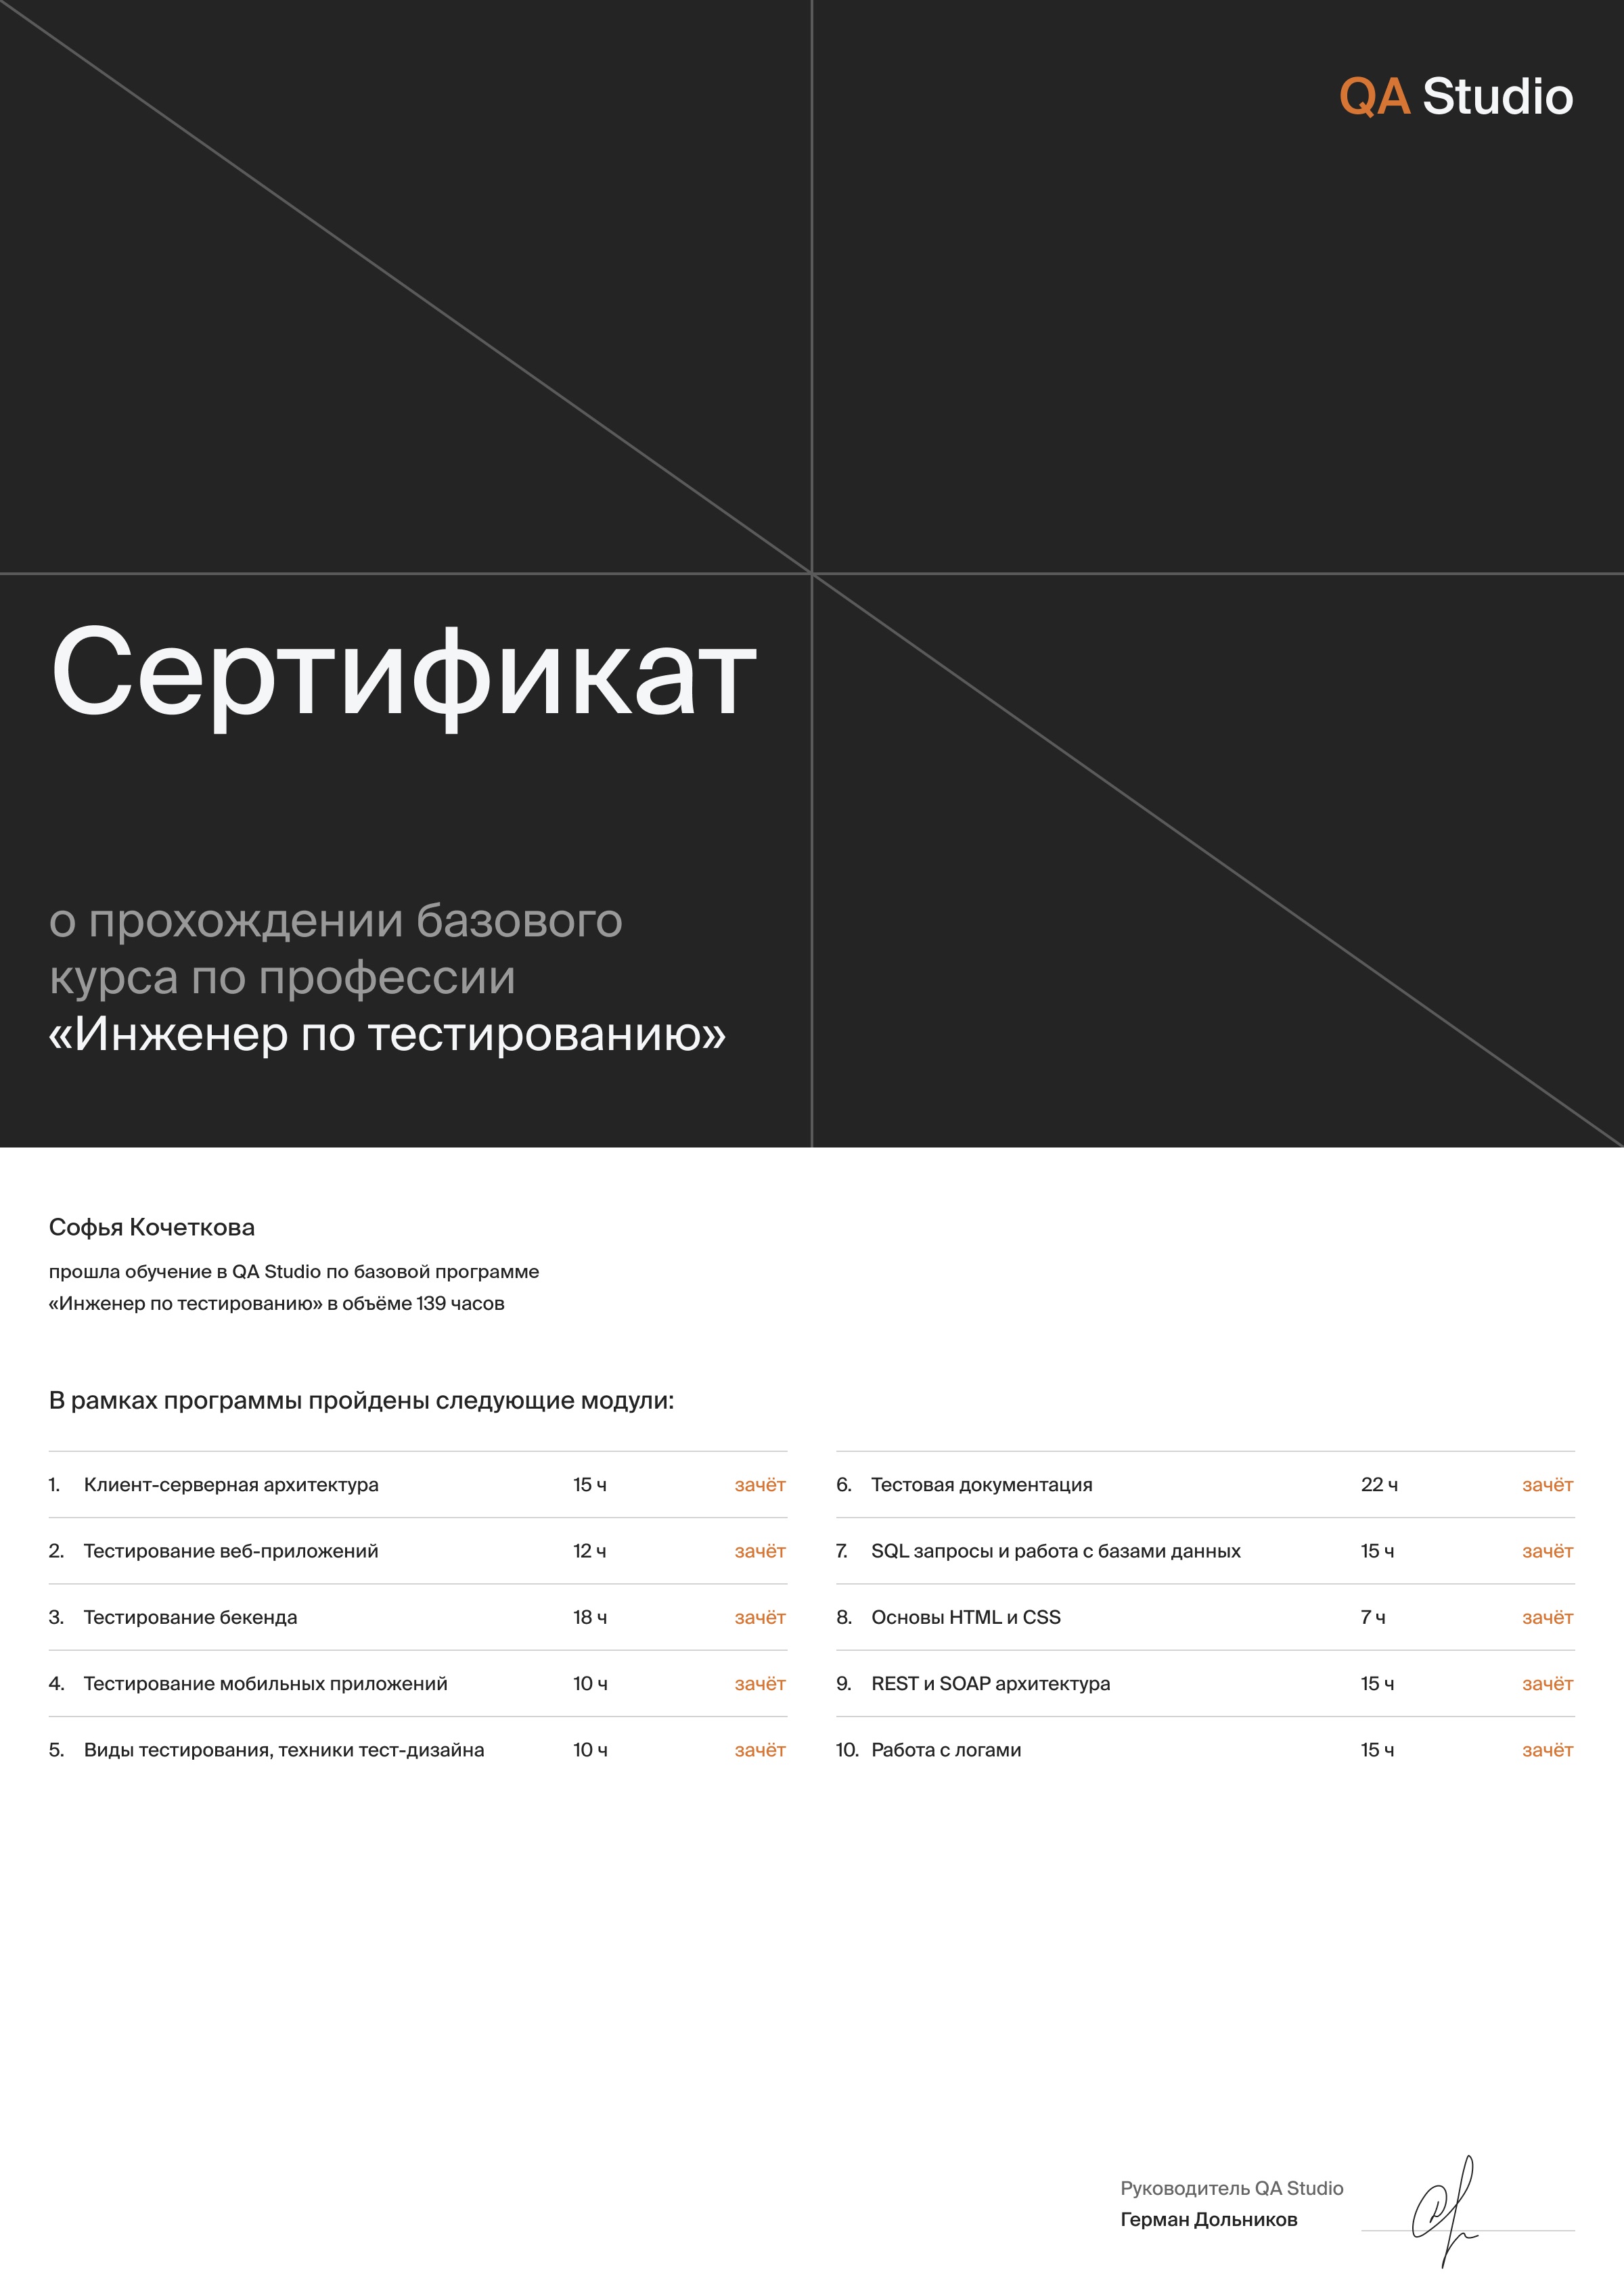 QA Studio
Сертификат
о прохождении базового
курса по профессии
«Инженер по тестированию»
Софья Кочеткова
прошла обучение в QA Studio по базовой программе
«Инженер по тестированию» в объёме 139 часов
В рамках программы пройдены следующие модули:
1. Клиент-серверная архитектура 15 ч зачёт
2. Тестирование веб-приложений 12 ч зачёт
3. Тестирование бекенда 18 ч зачёт
4. Тестирование мобильных приложений 10 ч зачёт
5. Виды тестирования, техники тест-дизайна 10 ч зачёт
6. Тестовая документация 22 ч зачёт
7. SQL запросы и работа с базами данных 15 ч зачёт
8. Основы HTML и CSS 7 ч зачёт
9. REST и SOAP архитектура 15 ч зачёт
10. Работа с логами 15 ч зачёт
Руководитель QA Studio
Герман Дольников